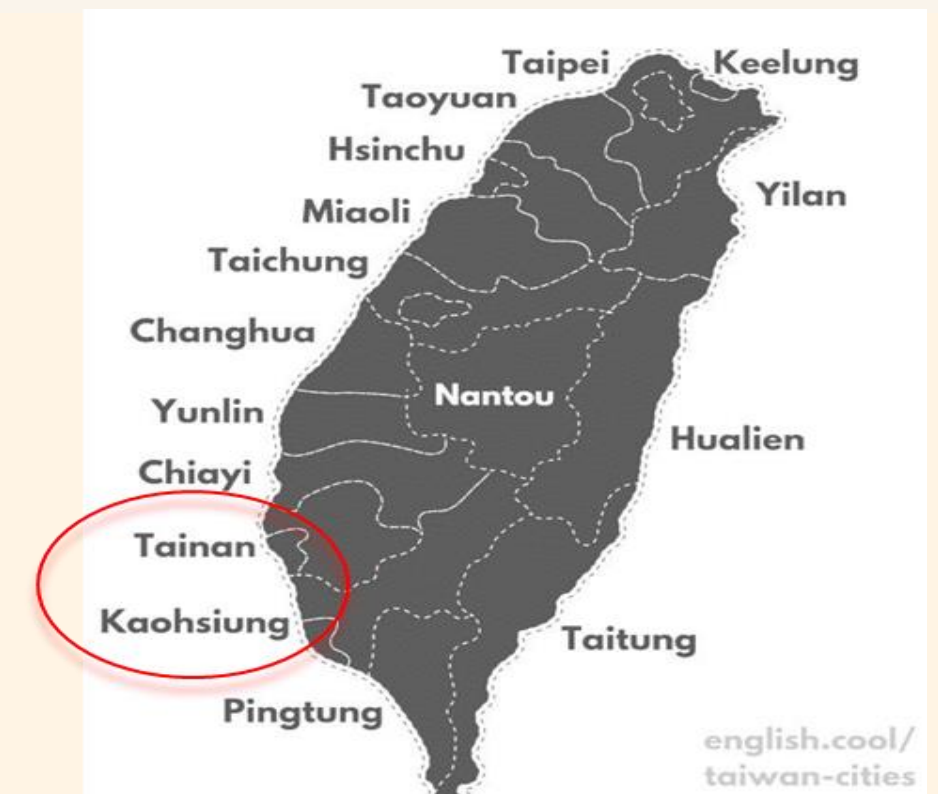 Taipei
Keelung
Taoyuan
Hsinchu
Yilan
Miaoli
Taichung
Changhua
Nantou
Yunlin
Hualien
Chiayi
Tainan
Kaohsiung
Taitung
Pingtung
english.cool/
taiwan-cities